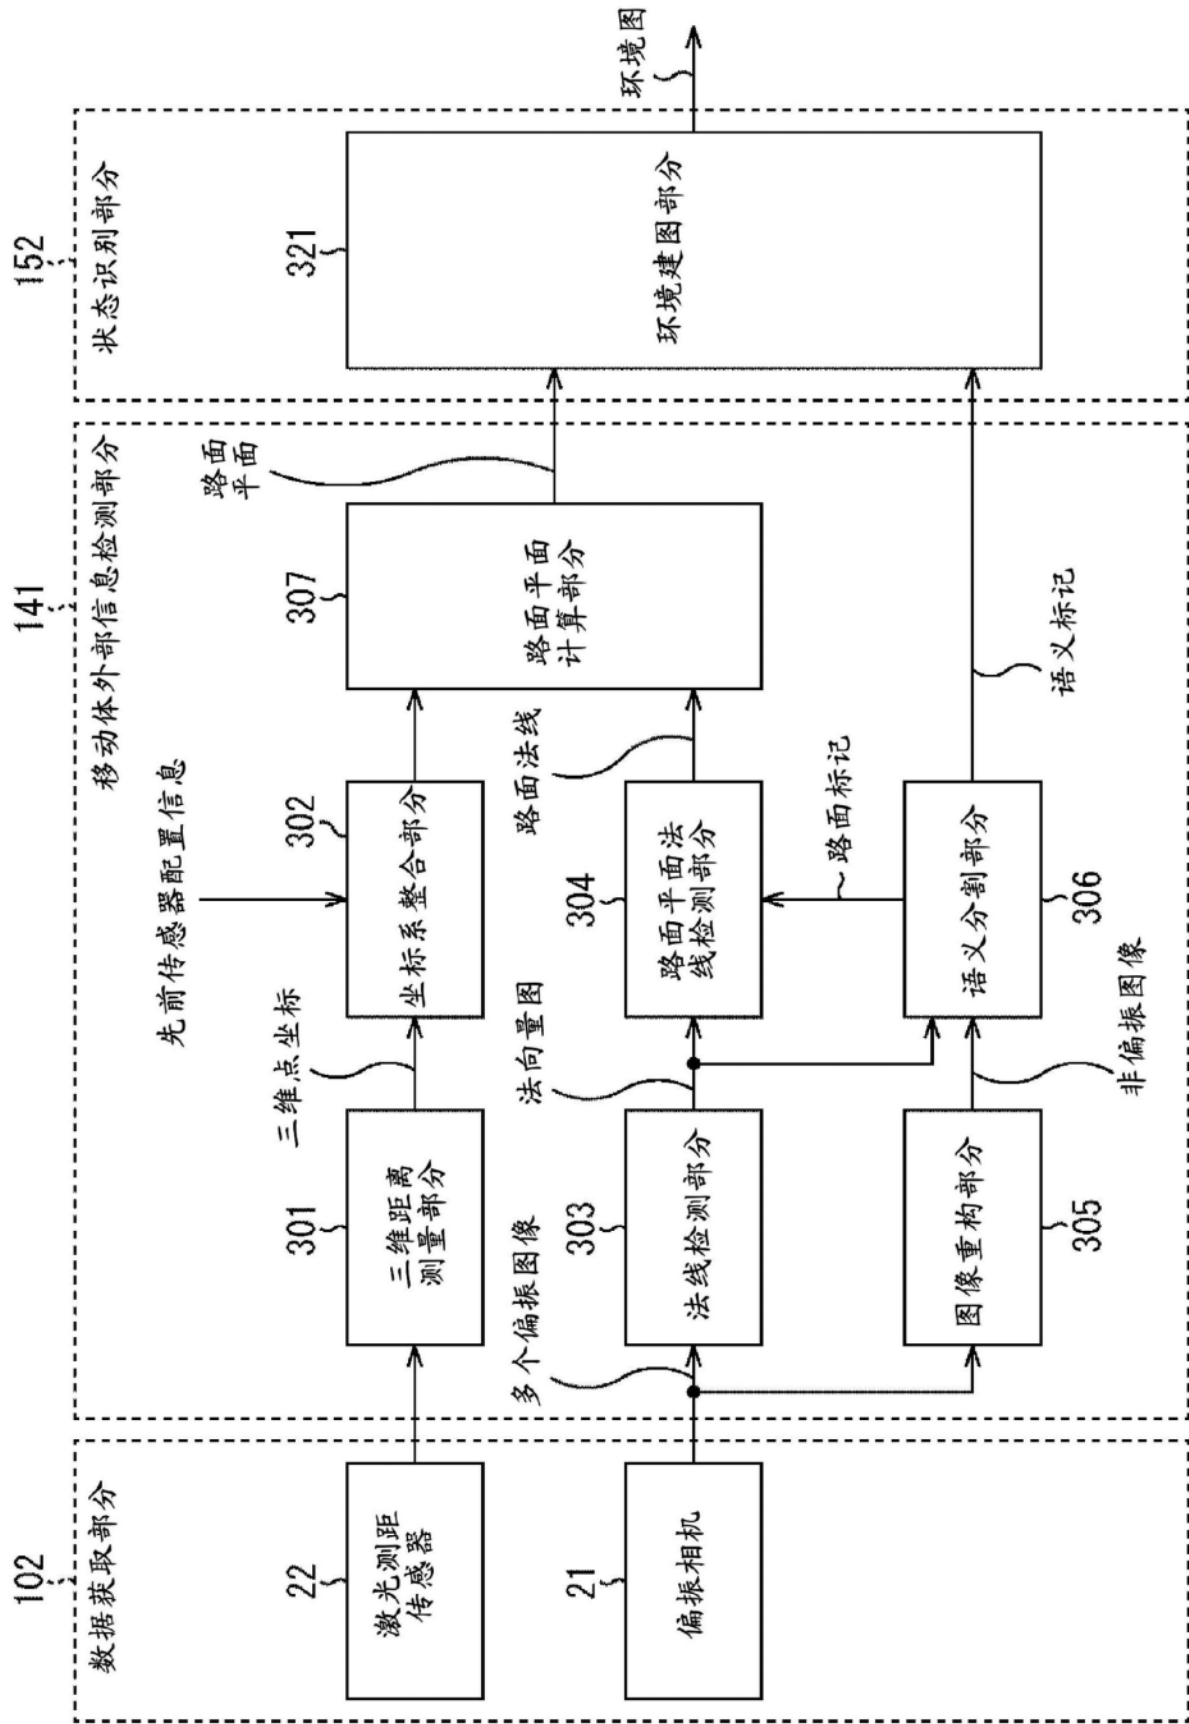 102
数据获取部分
22
激光测距
传感器
21
偏振相机
141
移动体外部信息检测部分
先前传感器配置信息
301
三维距离
测量部分
三维点坐标
302
坐标系整合部分
307
路面平面
计算部分
路面
平面
多个偏振图像
303
法线检测部分
法向量图
304
路面平面法
线检测部分
路面法线
路面标记
305
图像重构部分
非偏振图像
306
语义分割部分
语义标记
152
状态识别部分
321
环境建图部分
环境图